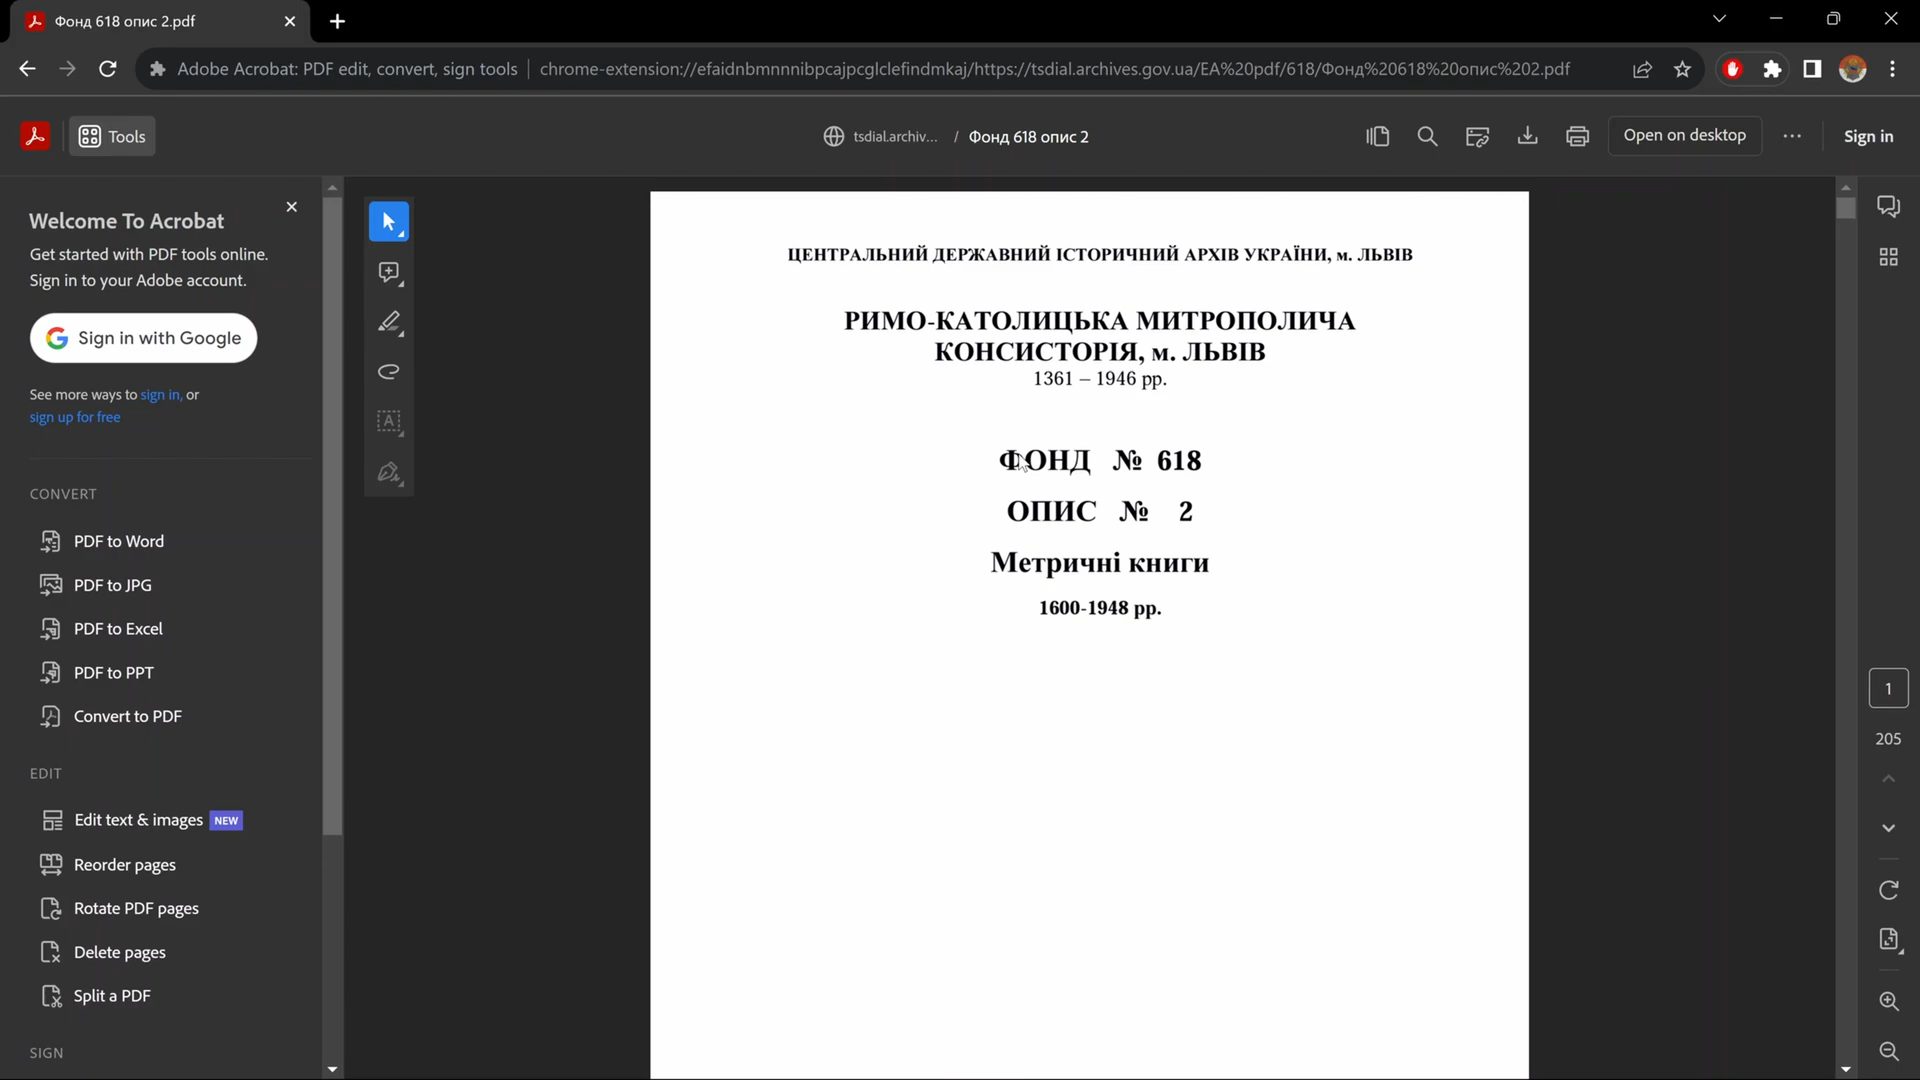 Фонд 618 опис 2.pdf
Adobe Acrobat: PDF edit, convert, sign tools
chrome-extension://efaidnbmnnnibpcajpcglclefindmkaj/https://tsdial.archives.gov.ua/EA%20pdf/618/Фонд%20618%20опис%202.pdf
Tools
tsdial.archiv... / Фонд 618 опис 2
Open on desktop
Sign in
Welcome To Acrobat
Get started with PDF tools online.
Sign in to your Adobe account.
Sign in with Google
See more ways to sign in, or
sign up for free
CONVERT
PDF to Word
PDF to JPG
PDF to Excel
PDF to PPT
Convert to PDF
EDIT
Edit text & images NEW
Reorder pages
Rotate PDF pages
Delete pages
Split a PDF
SIGN
ЦЕНТРАЛЬНИЙ ДЕРЖАВНИЙ ІСТОРИЧНИЙ АРХІВ УКРАЇНИ, м. ЛЬВІВ
РИМО-КАТОЛИЦЬКА МИТРОПОЛИЧА
КОНСИСТОРІЯ, м. ЛЬВІВ
1361 – 1946 рр.
ФОНД № 618
ОПИС № 2
Метричні книги
1600-1948 рр.
1
205